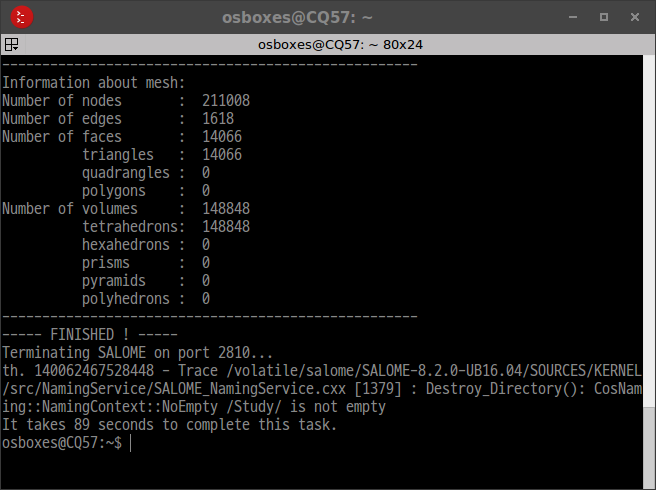 osboxes@CQ57: ~
osboxes@CQ57: ~ 80x24
----------------------------------------------------
Information about mesh:
Number of nodes       :  211008
Number of edges       :  1618
Number of faces       :  14066
          triangles   :  14066
          quadrangles :  0
          polygons    :  0
Number of volumes     :  148848
          tetrahedrons:  148848
          hexahedrons :  0
          prisms      :  0
          pyramids    :  0
          polyhedrons :  0
----------------------------------------------------
----- FINISHED ! -----
Terminating SALOME on port 2810...
th. 140062467528448 - Trace /volatile/salome/SALOME-8.2.0-UB16.04/SOURCES/KERNEL
/src/NamingService/SALOME_NamingService.cxx [1379] : Destroy_Directory(): CosNam
ing::NamingContext::NoEmpty /Study/ is not empty
It takes 89 seconds to complete this task.
osboxes@CQ57:~$